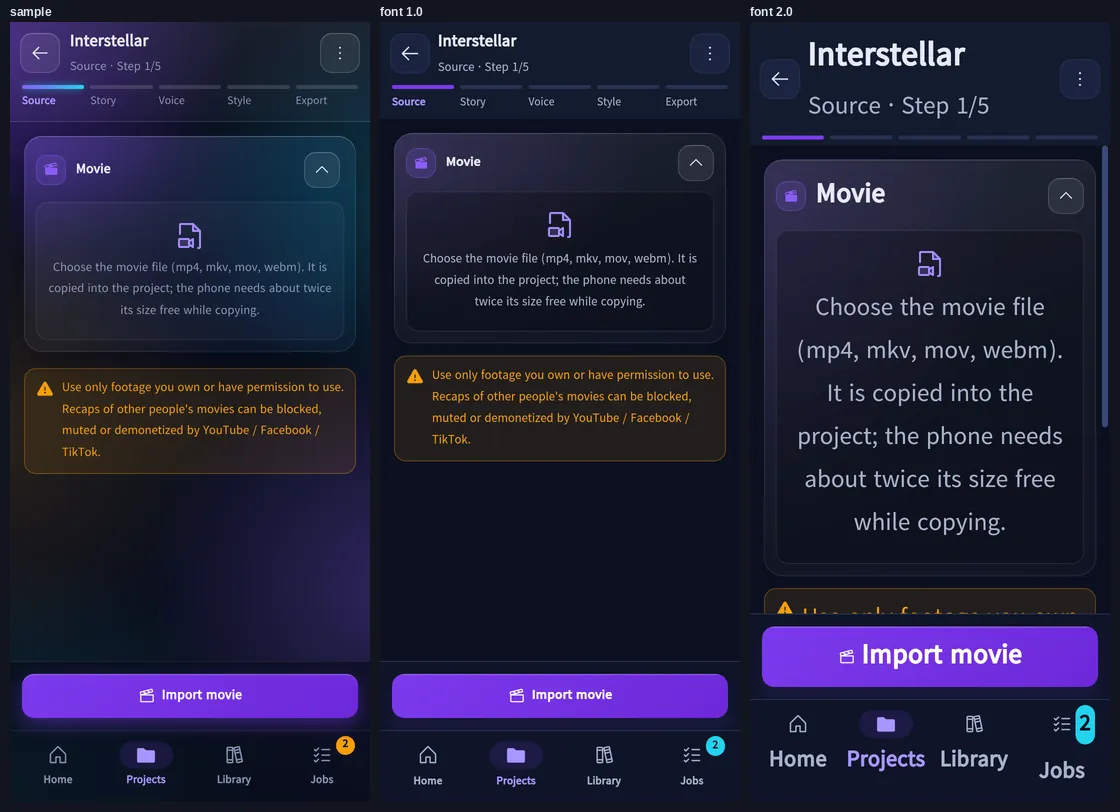 sample
Interstellar
Source · Step 1/5
Source Story Voice Style Export
Movie
Choose the movie file (mp4, mkv, mov, webm). It is
copied into the project; the phone needs about twice
its size free while copying.
Use only footage you own or have permission to use.
Recaps of other people's movies can be blocked,
muted or demonetized by YouTube / Facebook /
TikTok.
Import movie
2
Home Projects Library Jobs
font 1.0
Interstellar
Source · Step 1/5
Source Story Voice Style Export
Movie
Choose the movie file (mp4, mkv, mov, webm). It is
copied into the project; the phone needs about
twice its size free while copying.
Use only footage you own or have permission to use.
Recaps of other people's movies can be blocked,
muted or demonetized by YouTube / Facebook /
TikTok.
Import movie
2
Home Projects Library Jobs
font 2.0
Interstellar
Source · Step 1/5
Movie
Choose the movie file
(mp4, mkv, mov, webm).
It is copied into the
project; the phone needs
about twice its size free
while copying.
Use only footage you own
Import movie
2
Home Projects Library Jobs